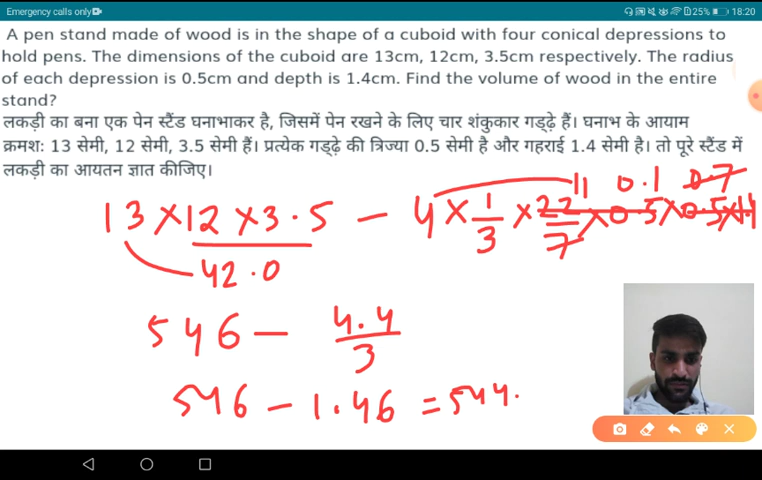 Emergency calls only 25% 18:20
A pen stand made of wood is in the shape of a cuboid with four conical depressions to
hold pens. The dimensions of the cuboid are 13cm, 12cm, 3.5cm respectively. The radius
of each depression is 0.5cm and depth is 1.4cm. Find the volume of wood in the entire
stand?
लकड़ी का बना एक पेन स्टैंड घनाभाकर है, जिसमें पेन रखने के लिए चार शंकुकार गड्ढ़े हैं। घनाभ के आयाम
क्रमश: 13 सेमी, 12 सेमी, 3.5 सेमी हैं। प्रत्येक गड्ढ़े की त्रिज्या 0.5 सेमी है और गहराई 1.4 सेमी है। तो पूरे स्टैंड में
लकड़ी का आयतन ज्ञात कीजिए।
11 0.1 0.7
13 × 12 × 3.5 - 4 × 1/3 × 22/7 × 0.5 × 0.5 × 1.4
42.0
546 - 4.4/3
546 - 1.46 = 544.